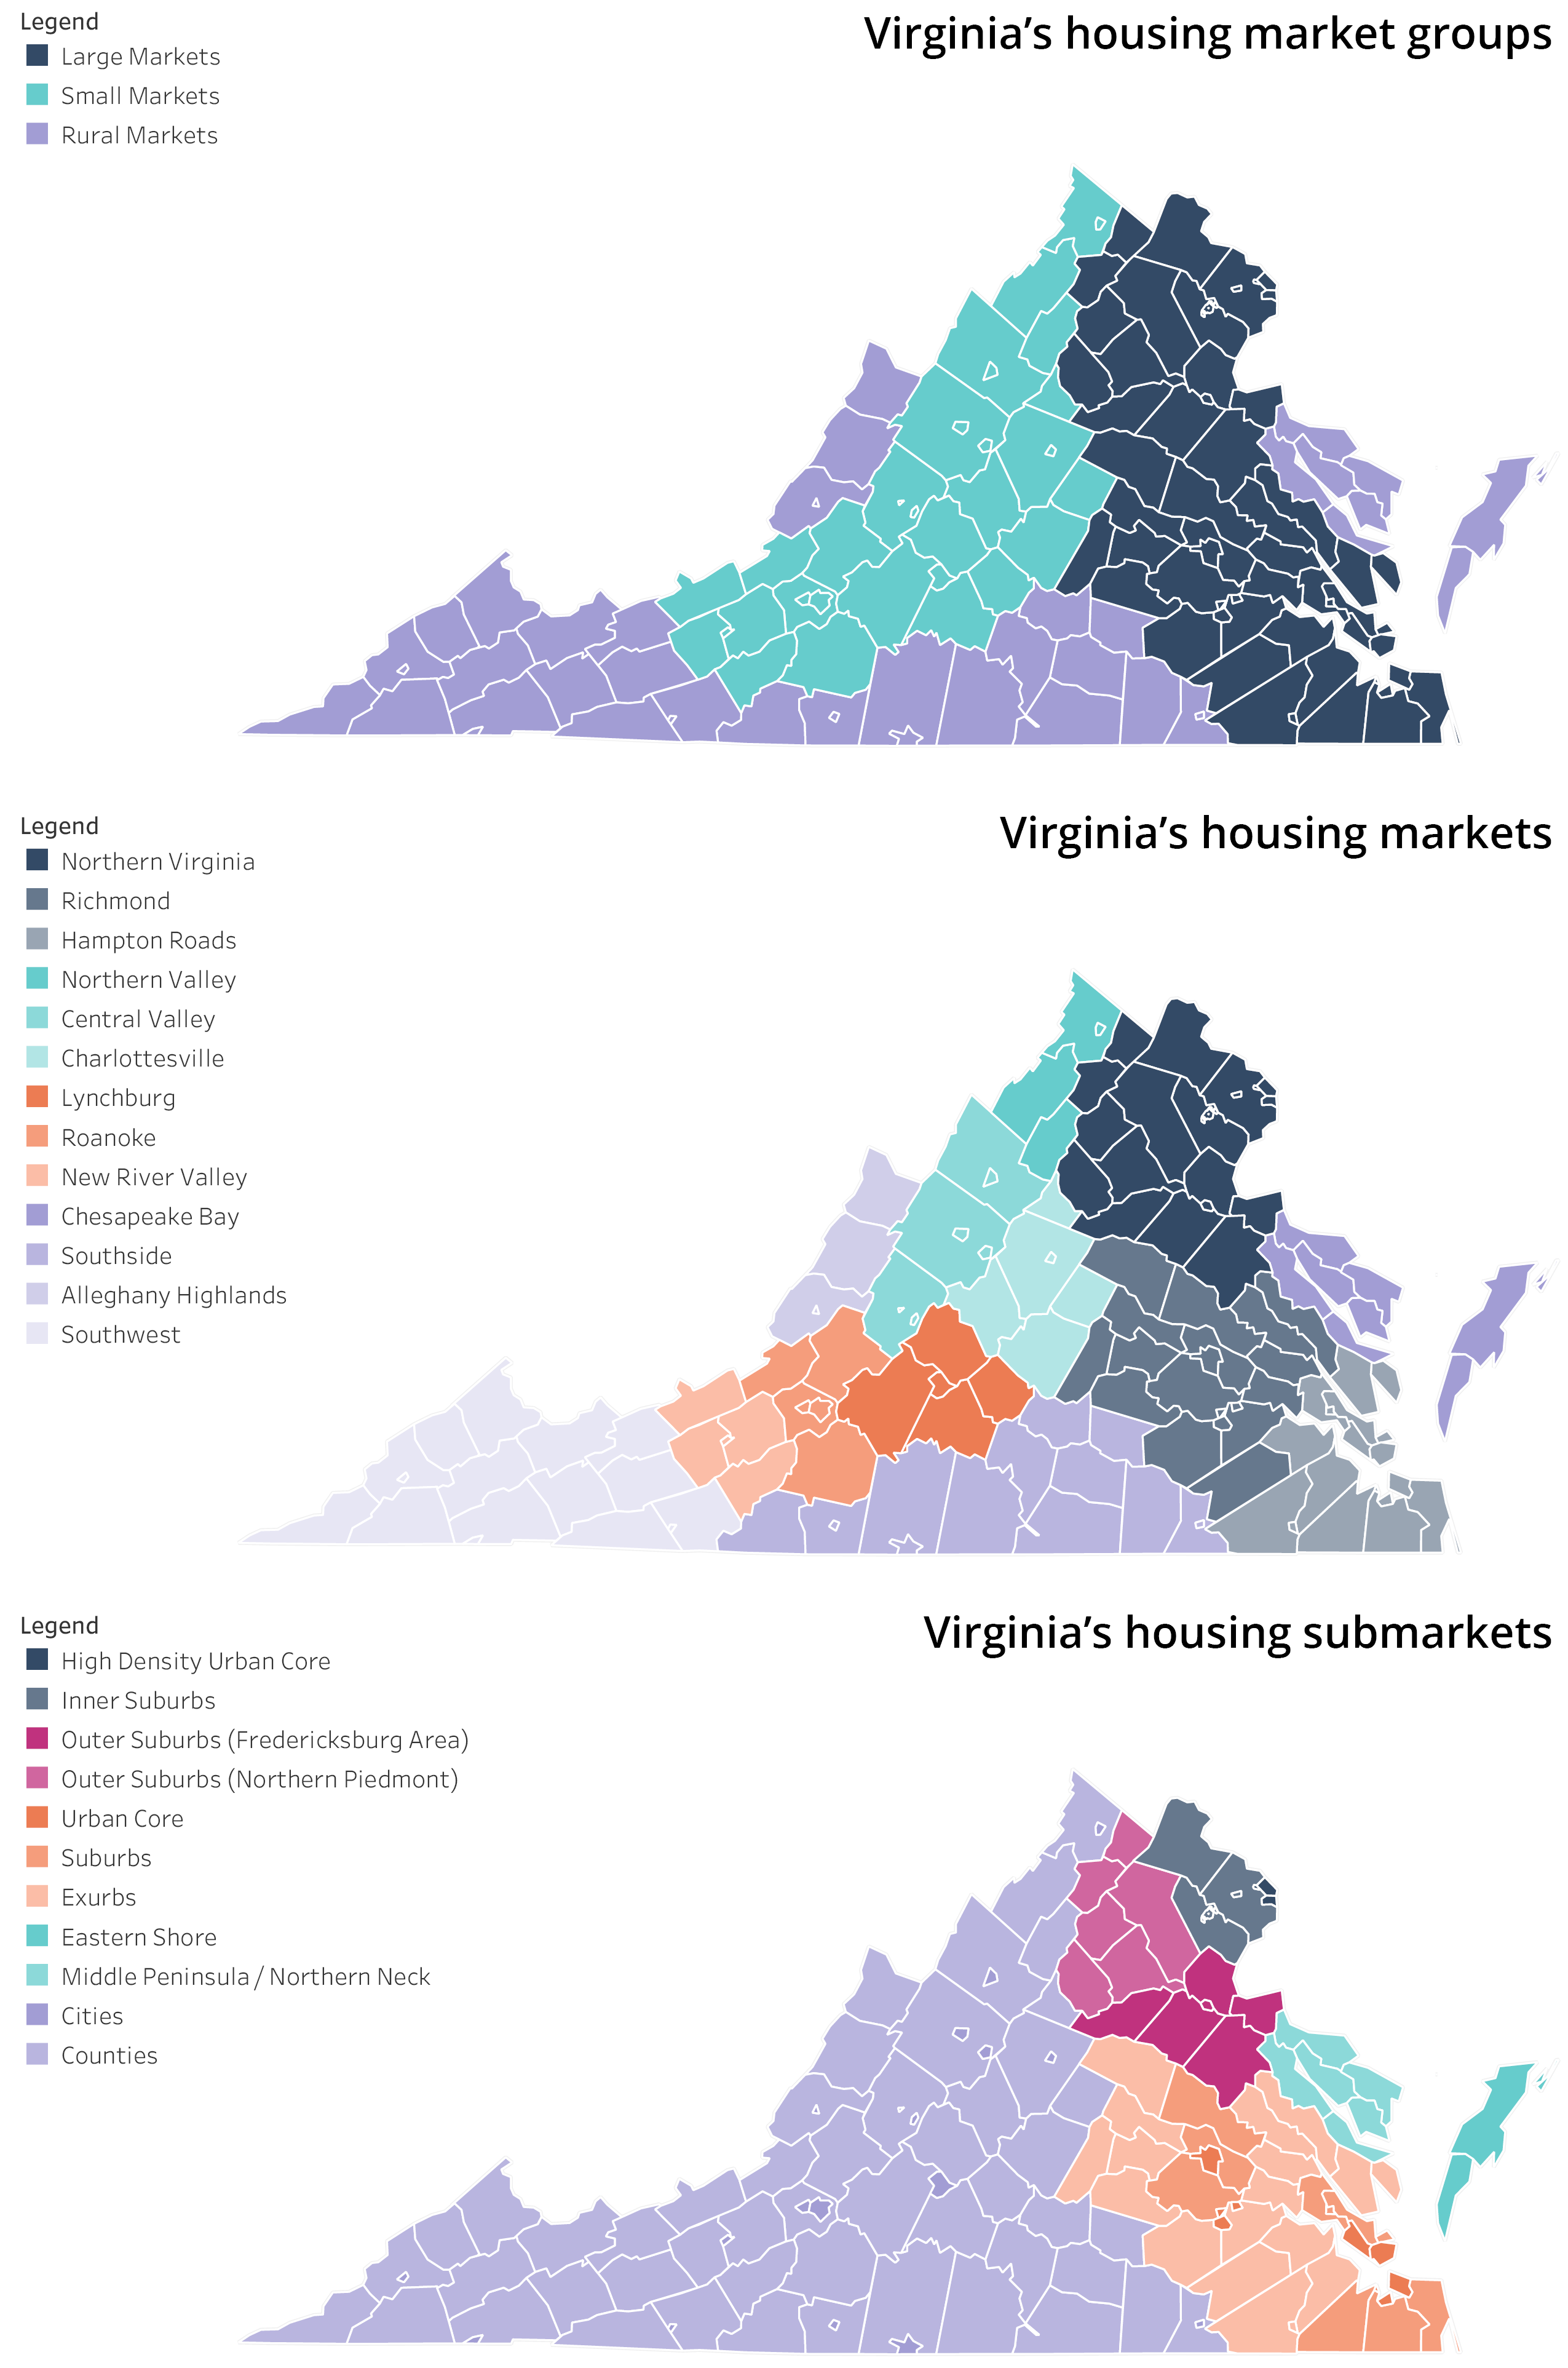 Legend
Virginia’s housing market groups
Large Markets
Small Markets
Rural Markets
Legend
Virginia’s housing markets
Northern Virginia
Richmond
Hampton Roads
Northern Valley
Central Valley
Charlottesville
Lynchburg
Roanoke
New River Valley
Chesapeake Bay
Southside
Alleghany Highlands
Southwest
Legend
Virginia’s housing submarkets
High Density Urban Core
Inner Suburbs
Outer Suburbs (Fredericksburg Area)
Outer Suburbs (Northern Piedmont)
Urban Core
Suburbs
Exurbs
Eastern Shore
Middle Peninsula / Northern Neck
Cities
Counties